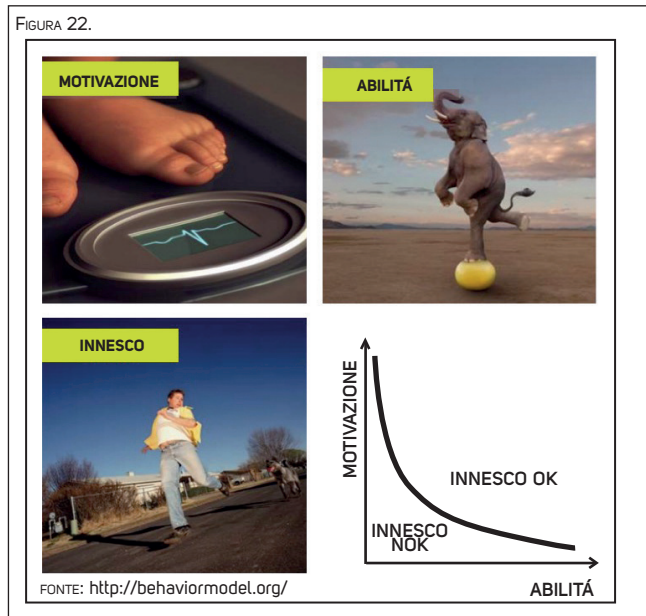 FIGURA 22.
MOTIVAZIONE
ABILITÁ
INNESCO
MOTIVAZIONE
INNESCO OK
INNESCO
NOK
ABILITÁ
FONTE: http://behaviormodel.org/